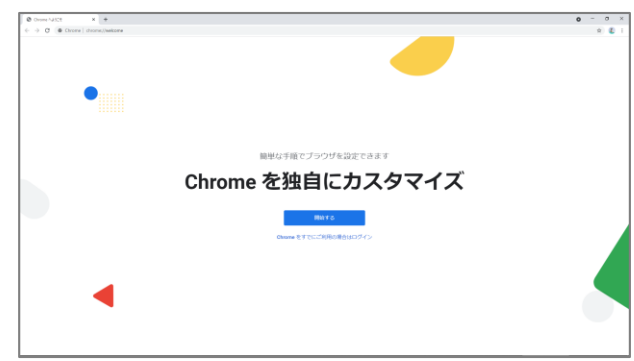 Chrome へようこそ
Chrome | chrome://welcome
簡単な手順でブラウザを設定できます
Chrome を独自にカスタマイズ
開始する
Chrome をすでにご利用の場合はログイン